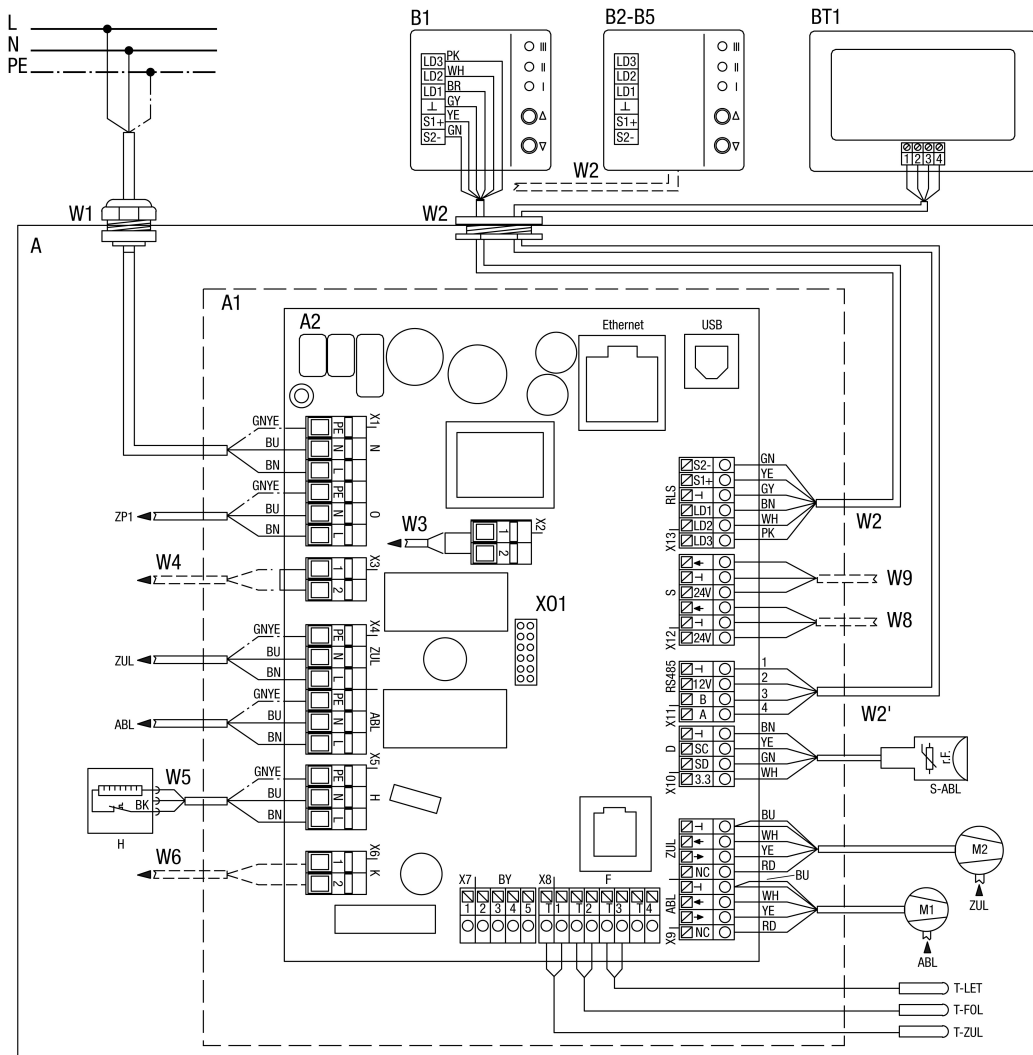 L
N
PE
B1
LD3
LD2
LD1
⊥
S1+
S2-
PK
WH
BR
GY
YE
GN
III
II
I
B2-B5
LD3
LD2
LD1
⊥
S1+
S2-
III
II
I
W2
BT1
1 2 3 4
W1
W2
A
A1
A2
Ethernet
USB
GNYE
BU
BN
PE
N
L
X1
N
GNYE
BU
BN
PE
N
L
O
ZP1
W3
1
2
X2
W4
1
2
X3
XO1
GNYE
BU
BN
PE
N
L
X4
ZUL
ZUL
GNYE
BU
BN
PE
N
L
ABL
ABL
W5
BK
H
GNYE
BU
BN
PE
N
L
X5
H
W6
1
2
X6
K
X7
BY
1 2 3 4 5
X8
F
T 1 T 2 T 3 T 4
S2-
S1+
LD1
LD2
LD3
X13
RLS
GN
YE
GY
BN
WH
PK
W2
24V
24V
X12
S
W9
W8
12V
B
A
X11
RS485
1
2
3
4
W2'
SC
SD
3.3
X10
D
BN
YE
GN
WH
r.F.
S-ABL
ZUL
NC
BU
WH
YE
RD
M2
ZUL
ABL
NC
X9
BU
WH
YE
RD
M1
ABL
T-LET
T-FOL
T-ZUL